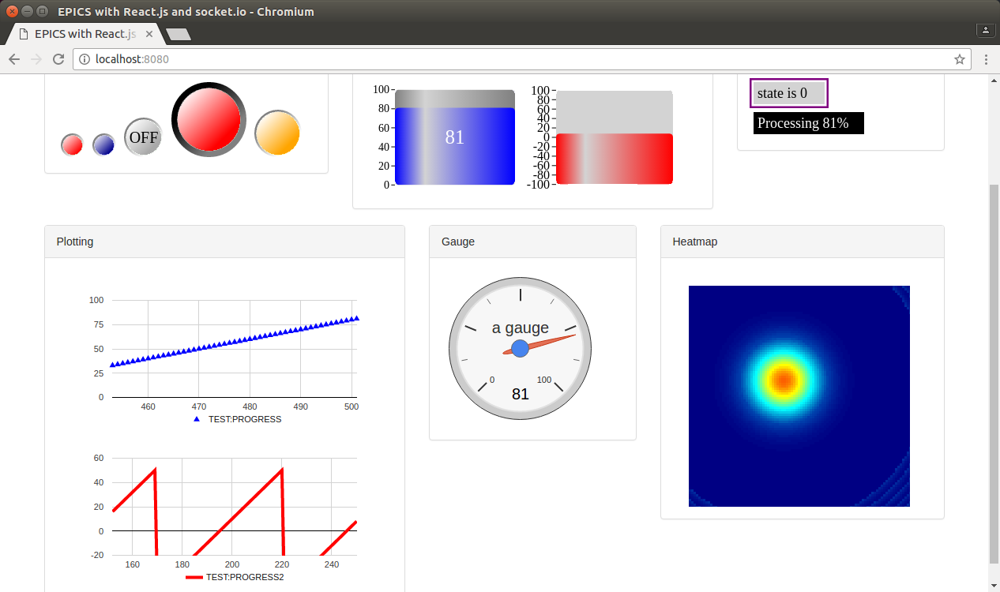 EPICS with React.js and socket.io - Chromium
EPICS with React.js
localhost:8080
OFF
100
80
60
40
20
0
81
100
80
60
40
20
0
-20
-40
-60
-80
-100
state is 0
Processing 81%
Plotting
100
75
50
25
0
460 470 480 490 500
TEST:PROGRESS
60
40
20
0
-20
160 180 200 220 240
TEST:PROGRESS2
Gauge
a gauge
0 100
81
Heatmap